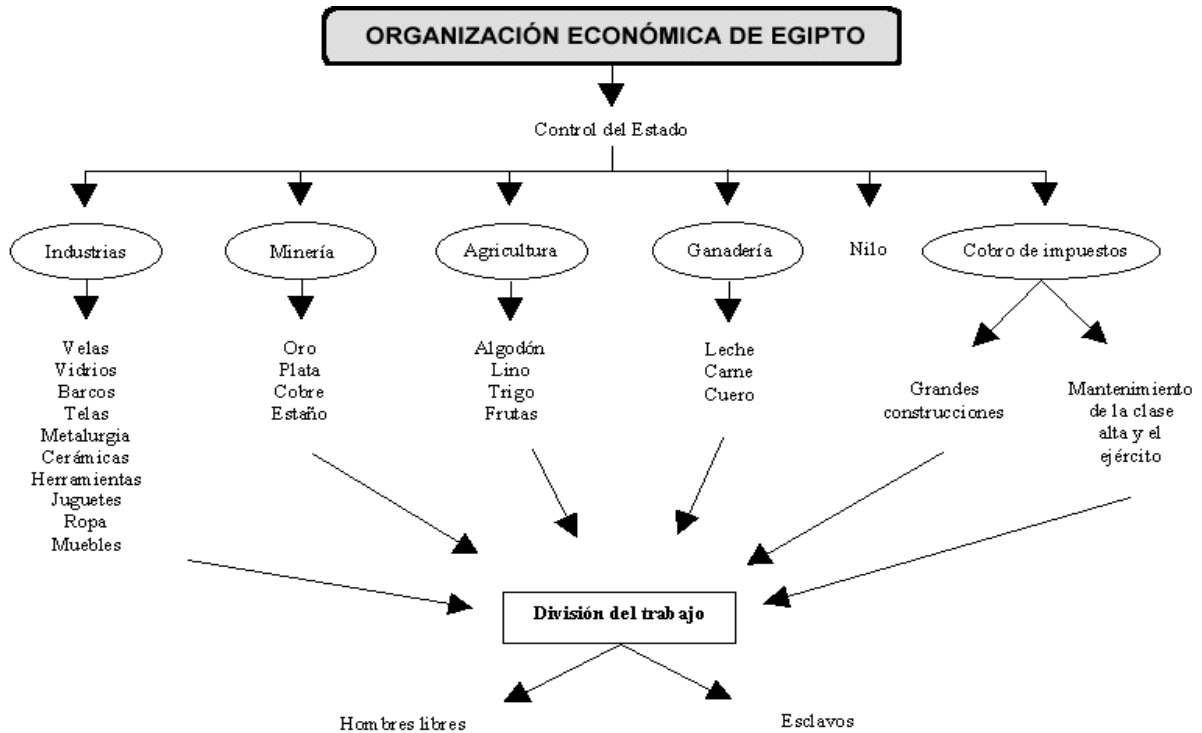 ORGANIZACIÓN ECONÓMICA DE EGIPTO
Control del Estado
Industrias
Minería
Agricultura
Ganadería
Nilo
Cobro de impuestos
Velas
Vidrios
Barcos
Telas
Metalurgia
Cerámicas
Herramientas
Juguetes
Ropa
Muebles
Oro
Plata
Cobre
Estaño
Algodón
Lino
Trigo
Frutas
Leche
Carne
Cuero
Grandes
construcciones
Mantenimiento
de la clase
alta y el
ejército
División del trabajo
Hombres libres
Esclavos